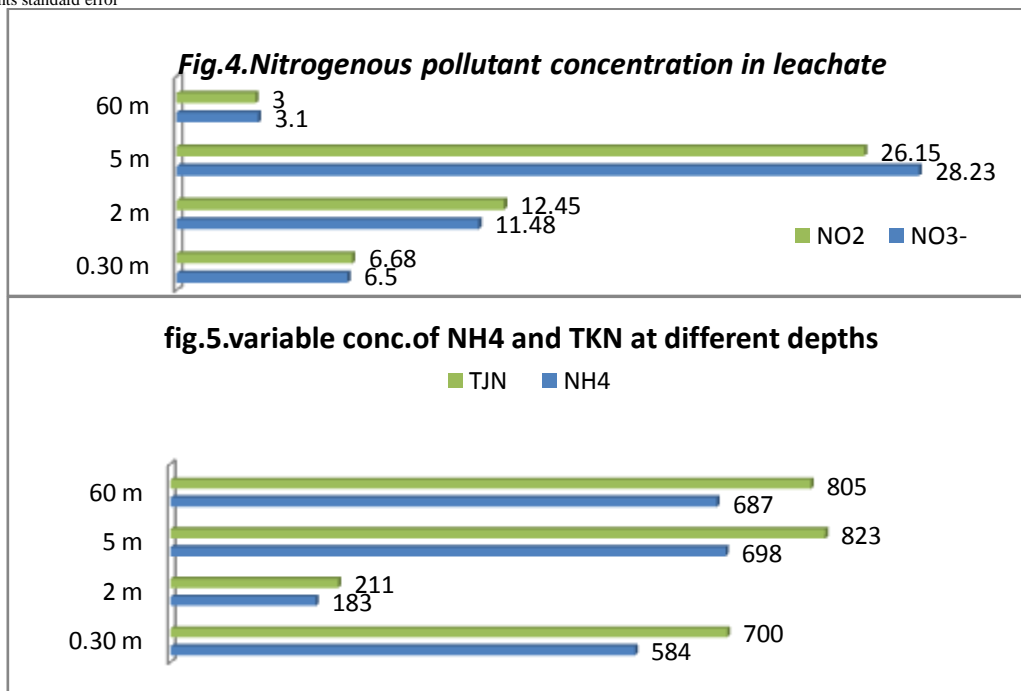 standard error
Fig.4.Nitrogenous pollutant concentration in leachate
60 m
3
3.1
5 m
26.15
28.23
2 m
12.45
11.48
NO2 NO3-
0.30 m
6.68
6.5
fig.5.variable conc.of NH4 and TKN at different depths
TJN NH4
60 m
805
687
5 m
823
698
2 m
211
183
0.30 m
700
584